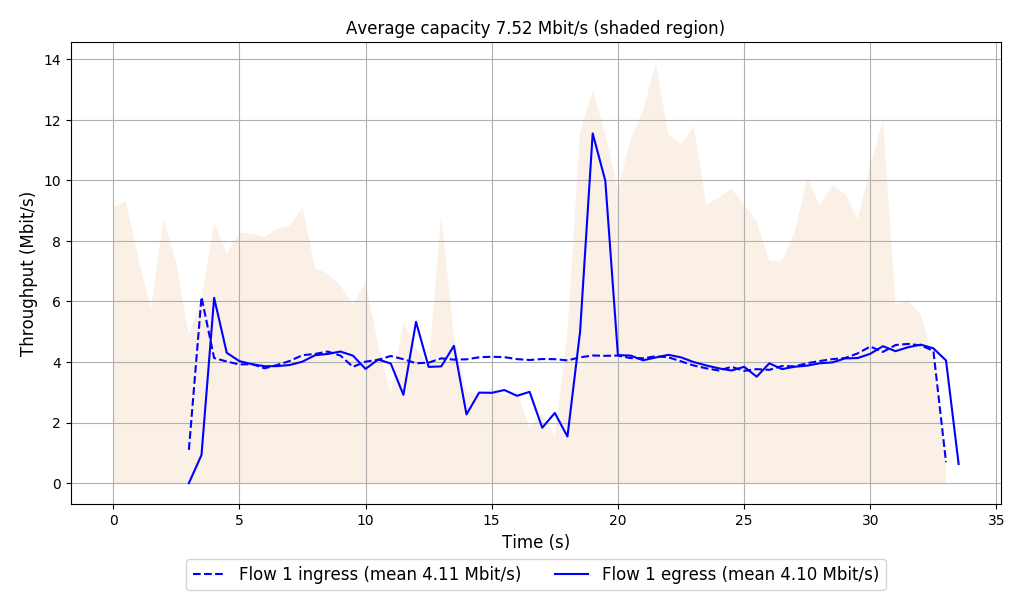 Average capacity 7.52 Mbit/s (shaded region)
Throughput (Mbit/s)
14
12
10
8
6
4
2
0
0 5 10 15 20 25 30 35
Time (s)
Flow 1 ingress (mean 4.11 Mbit/s) Flow 1 egress (mean 4.10 Mbit/s)